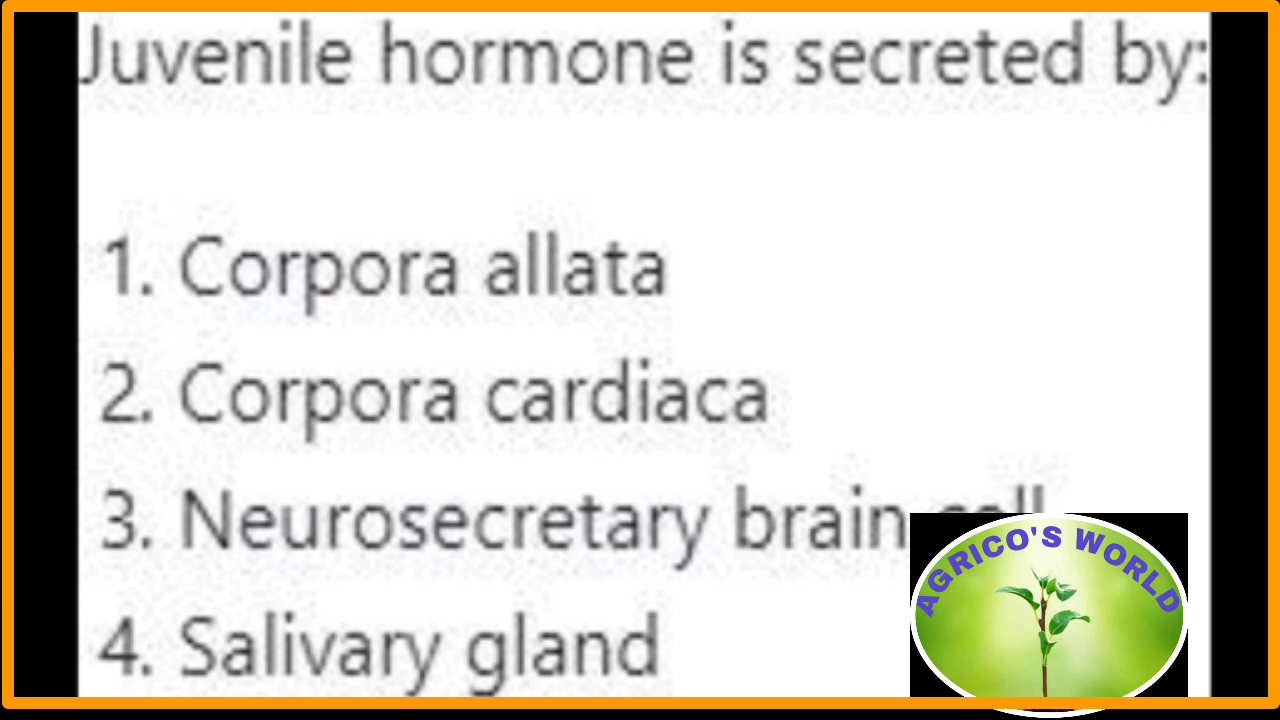 Juvenile hormone is secreted by:
1. Corpora allata
2. Corpora cardiaca
3. Neurosecretary brain cell
4. Salivary gland
AGRICO'S WORLD